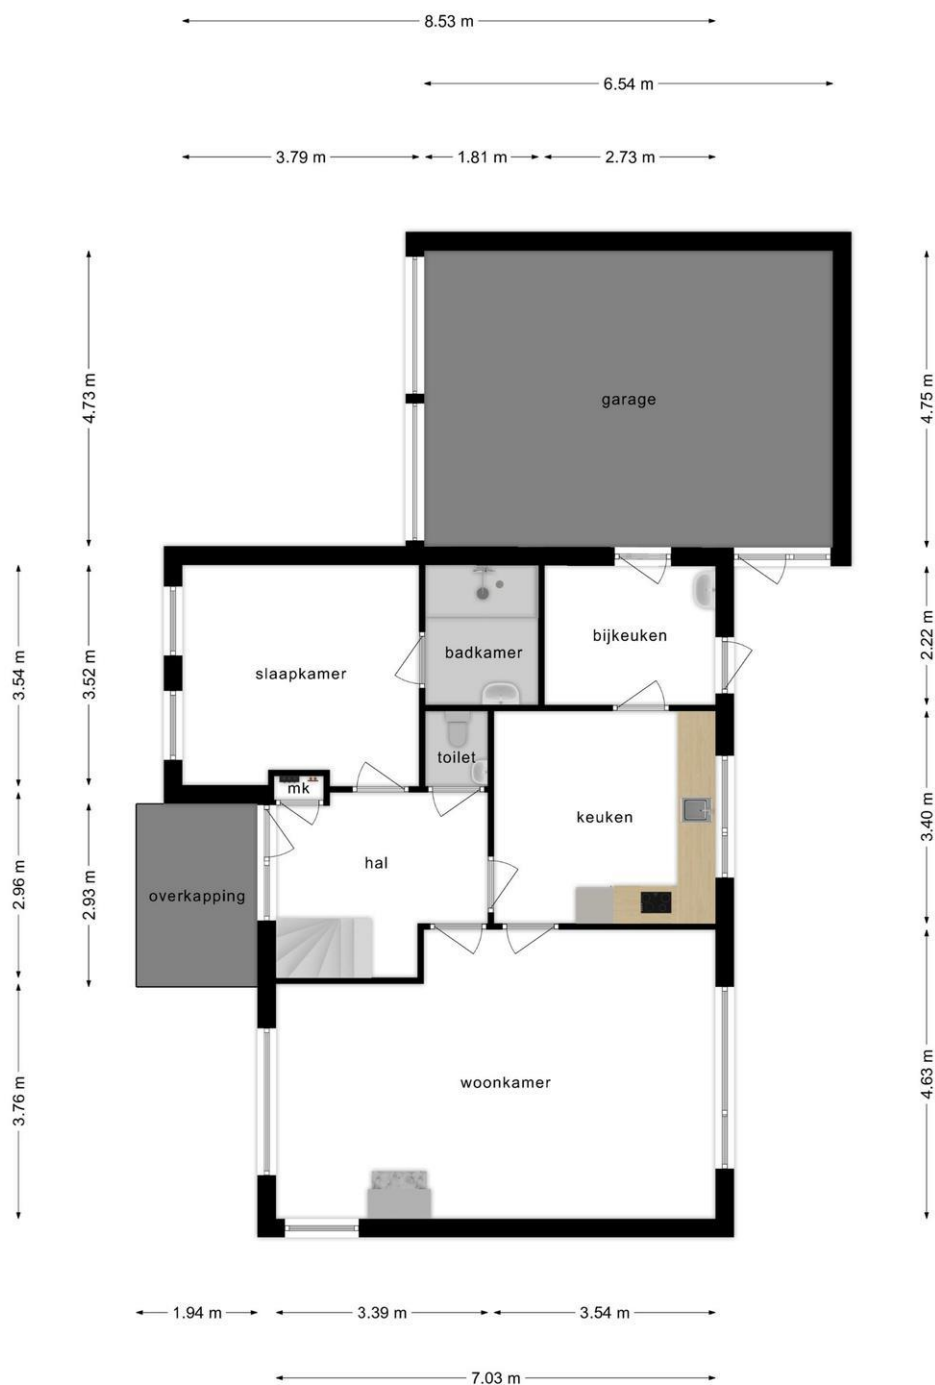 8.53 m
6.54 m
3.79 m
1.81 m
2.73 m
4.73 m
garage
4.75 m
3.54 m
3.52 m
slaapkamer
badkamer
bijkeuken
2.22 m
mk
toilet
keuken
3.40 m
2.96 m
2.93 m
overkapping
hal
3.76 m
woonkamer
4.63 m
1.94 m
3.39 m
3.54 m
7.03 m